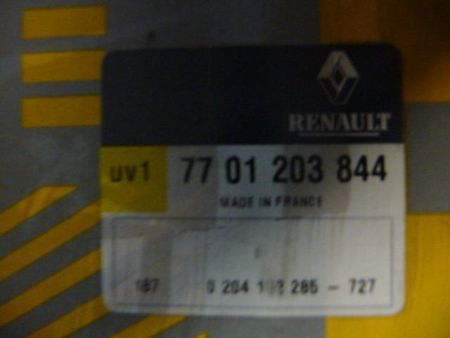 RENAULT
uv1 77 01 203 844
MADE IN FRANCE
187 0 204 285 - 727